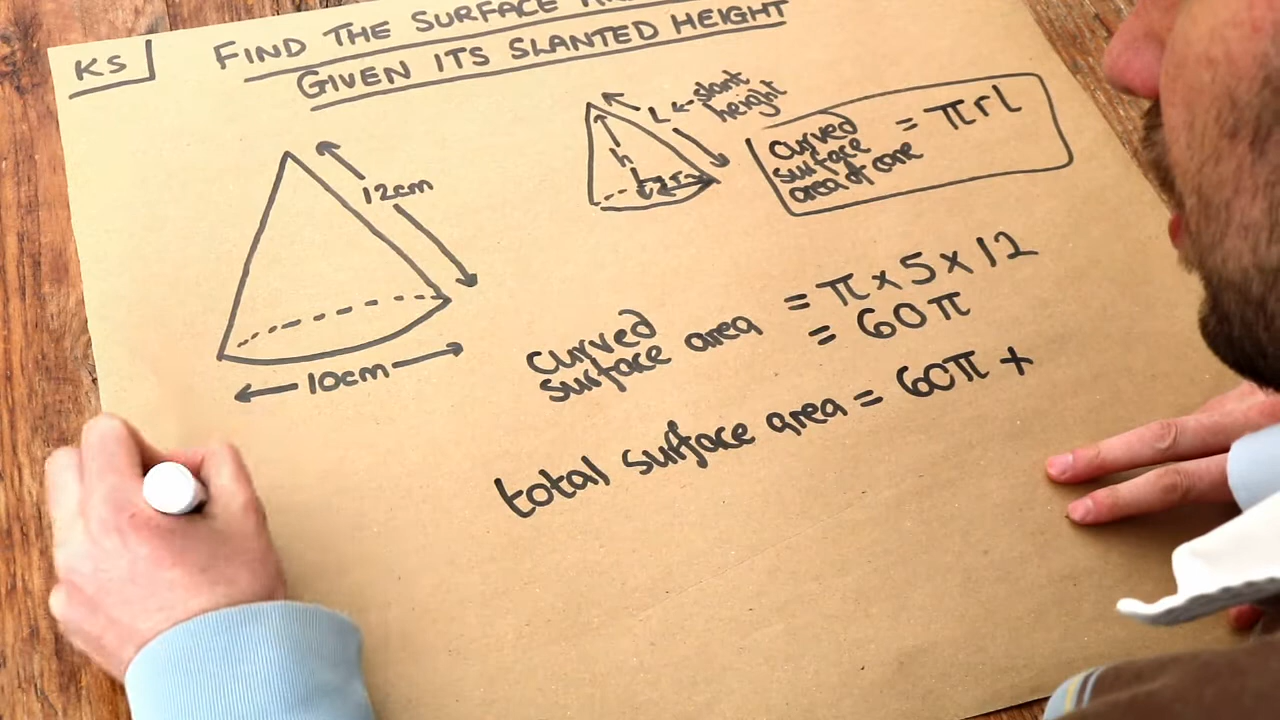 KS
FIND THE SURFACE
GIVEN ITS SLANTED HEIGHT
12cm
10cm
L ← slant
height
h
r
curved
surface
area of cone
= πrl
curved
surface area
= π × 5 × 12
= 60π
total surface area = 60π +